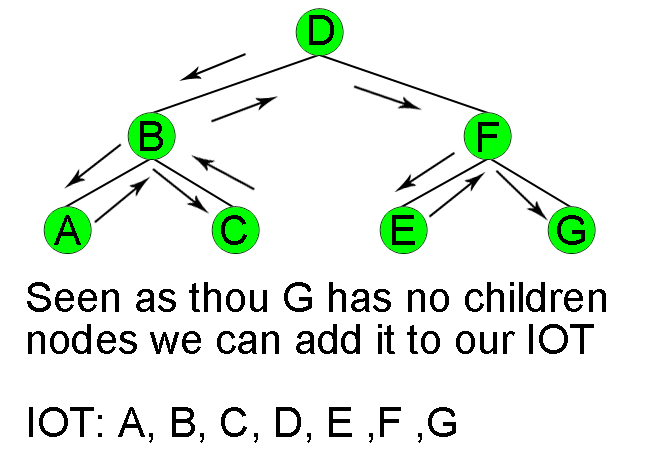 D
B
F
A
C
E
G
Seen as thou G has no children
nodes we can add it to our IOT
IOT: A, B, C, D, E ,F ,G